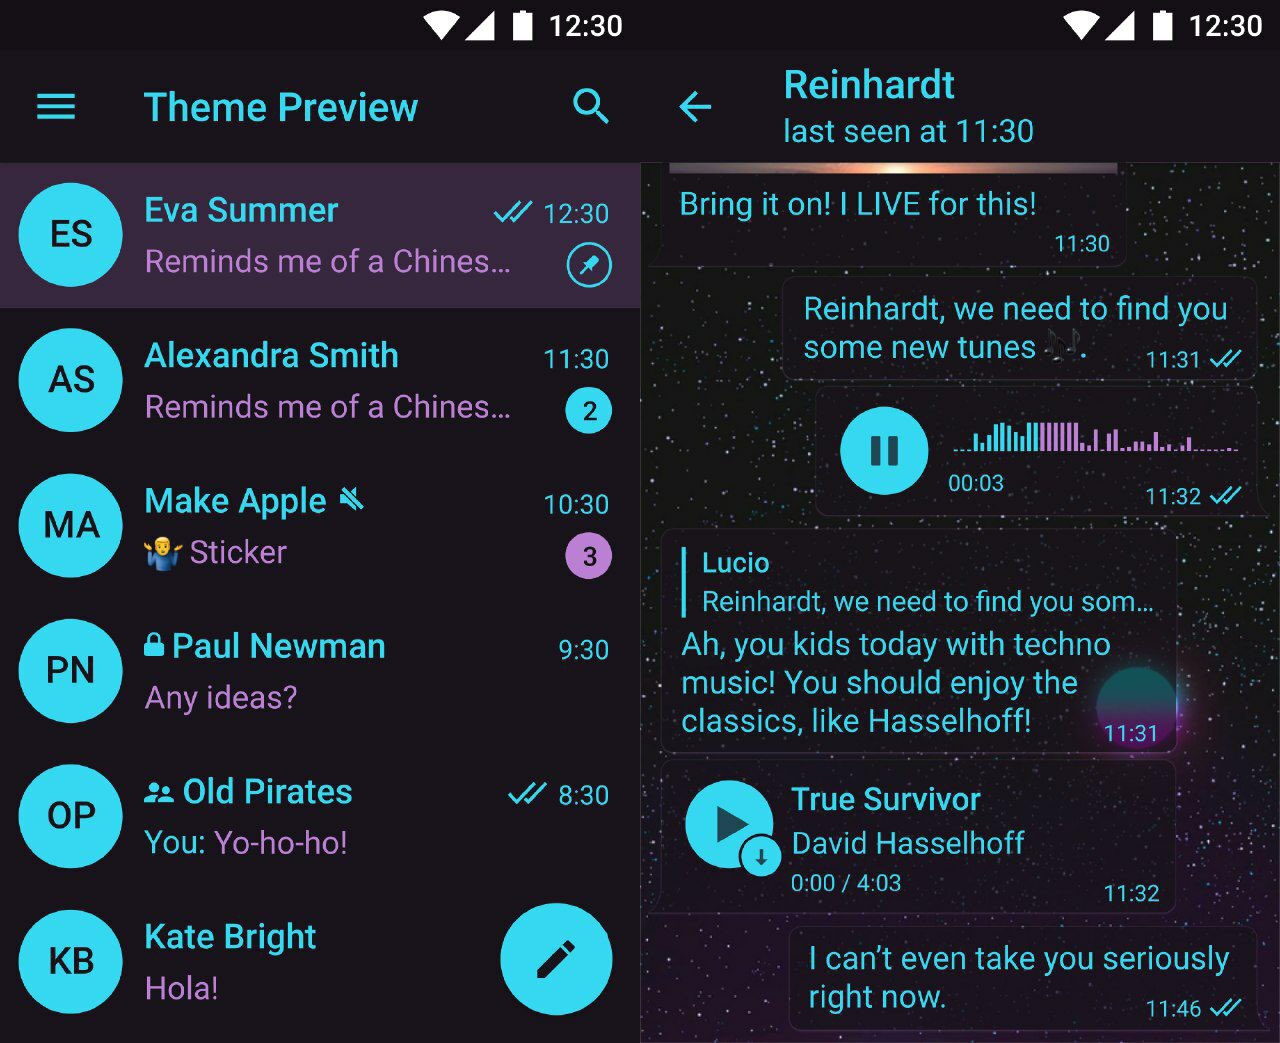 12:30
Theme Preview
ES
Eva Summer
12:30
Reminds me of a Chines...
AS
Alexandra Smith
11:30
Reminds me of a Chines...
2
MA
Make Apple
10:30
🤷‍♂️ Sticker
3
PN
Paul Newman
9:30
Any ideas?
OP
Old Pirates
8:30
You: Yo-ho-ho!
KB
Kate Bright
Hola!
12:30
Reinhardt
last seen at 11:30
Bring it on! I LIVE for this!
11:30
Reinhardt, we need to find you
some new tunes 🎶.
11:31
00:03
11:32
Lucio
Reinhardt, we need to find you som...
Ah, you kids today with techno
music! You should enjoy the
classics, like Hasselhoff!
11:31
True Survivor
David Hasselhoff
0:00 / 4:03
11:32
I can’t even take you seriously
right now.
11:46